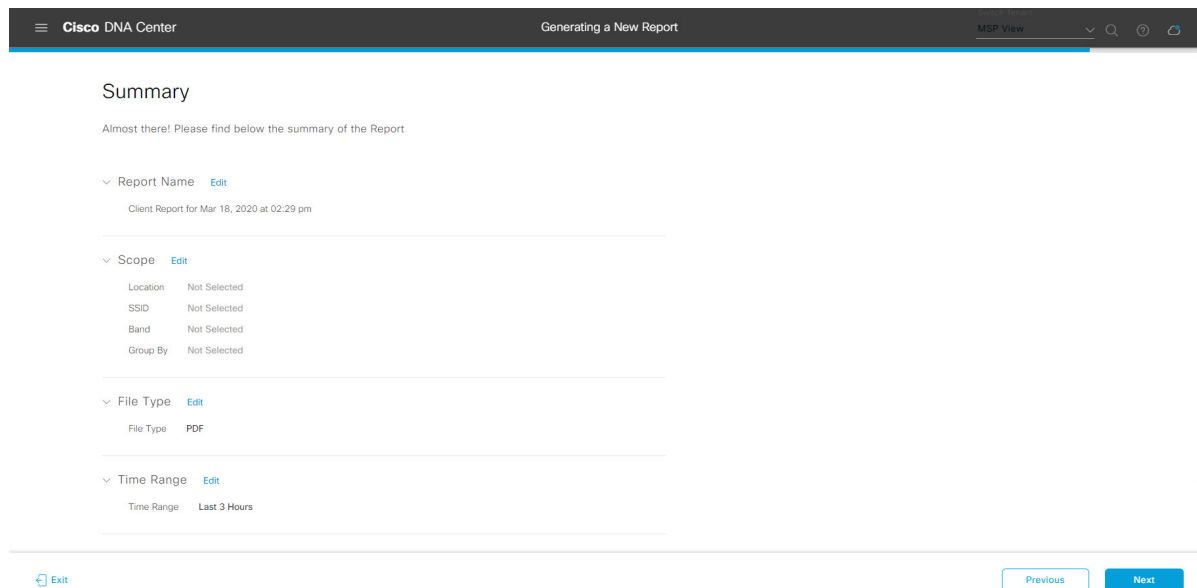 Cisco DNA Center
Generating a New Report
Switch Tenant
MSP View
Summary
Almost there! Please find below the summary of the Report
Report Name Edit
Client Report for Mar 18, 2020 at 02:29 pm
Scope Edit
Location Not Selected
SSID Not Selected
Band Not Selected
Group By Not Selected
File Type Edit
File Type PDF
Time Range Edit
Time Range Last 3 Hours
Exit
Previous
Next